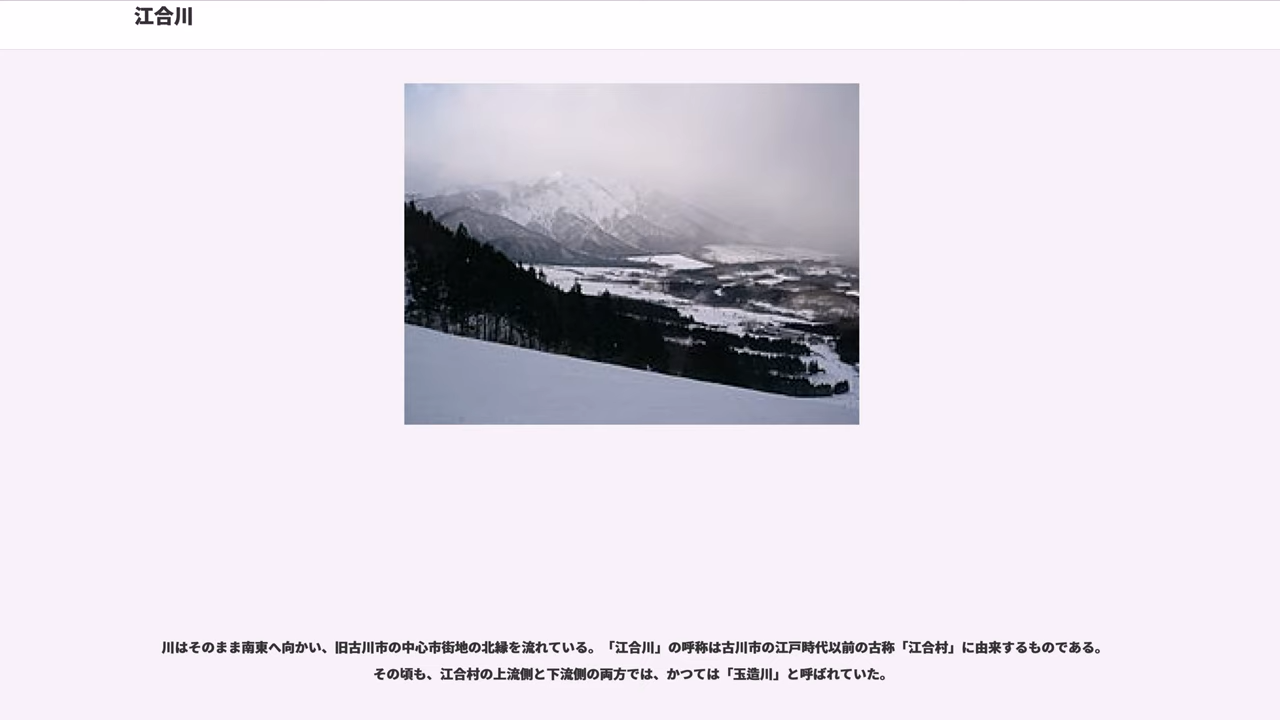 江合川
川はそのまま南東へ向かい、旧古川市の中心市街地の北縁を流れている。「江合川」の呼称は古川市の江戸時代以前の古称「江合村」に由来するものである。
その頃も、江合村の上流側と下流側の両方では、かつては「玉造川」と呼ばれていた。